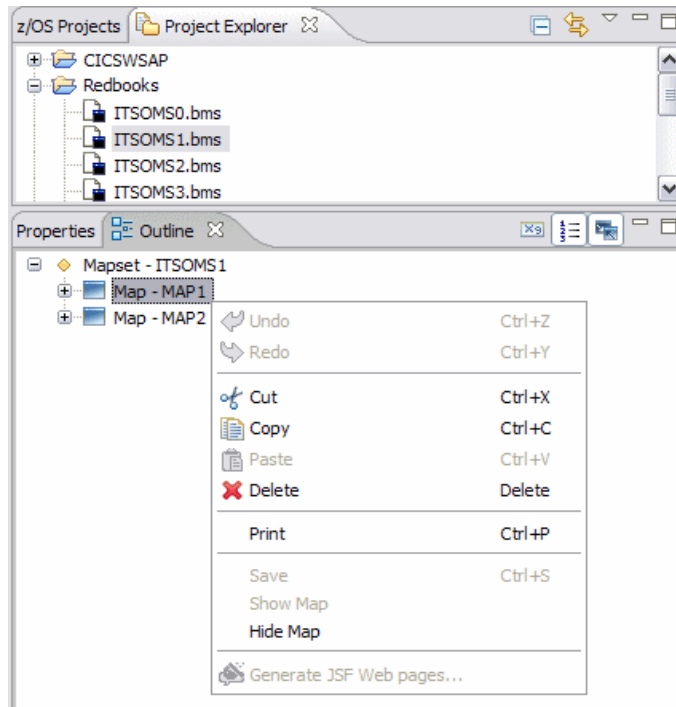 z/OS Projects Project Explorer
CICSWSAP
Redbooks
ITSOMS0.bms
ITSOMS1.bms
ITSOMS2.bms
ITSOMS3.bms
Properties Outline
Mapset - ITSOMS1
Map - MAP1
Map - MAP2
Undo Ctrl+Z
Redo Ctrl+Y
Cut Ctrl+X
Copy Ctrl+C
Paste Ctrl+V
Delete Delete
Print Ctrl+P
Save Ctrl+S
Show Map
Hide Map
Generate JSF Web pages...